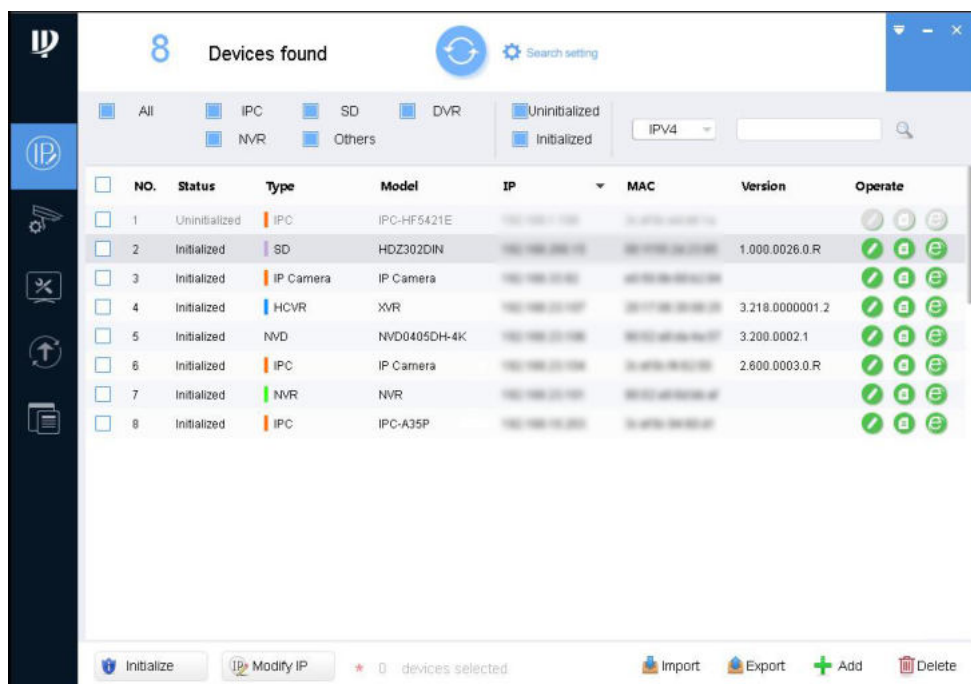 8 Devices found Search setting
All IPC SD DVR Uninitialized
NVR Others Initialized IPV4
NO. Status Type Model IP MAC Version Operate
1 Uninitialized IPC IPC-HF5421E
2 Initialized SD HDZ302DIN 1.000.0026.0.R
3 Initialized IP Camera IP Camera
4 Initialized HCVR XVR 3.218.0000001.2
5 Initialized NVD NVD0405DH-4K 3.200.0002.1
6 Initialized IPC IP Camera 2.600.0003.0.R
7 Initialized NVR NVR
8 Initialized IPC IPC-A35P
Initialize IP Modify IP * 0 devices selected Import Export Add Delete